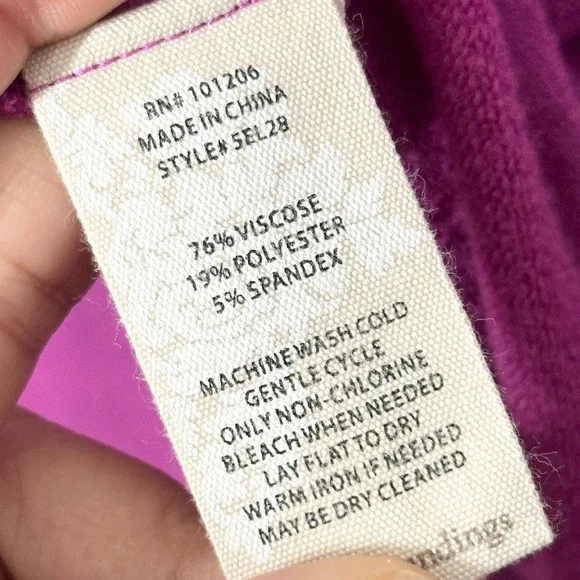 RN# 101206
MADE IN CHINA
STYLE# 5EL28
76% VISCOSE
19% POLYESTER
5% SPANDEX
MACHINE WASH COLD
GENTLE CYCLE
ONLY NON-CHLORINE
BLEACH WHEN NEEDED
LAY FLAT TO DRY
WARM IRON IF NEEDED
MAY BE DRY CLEANED
ndings